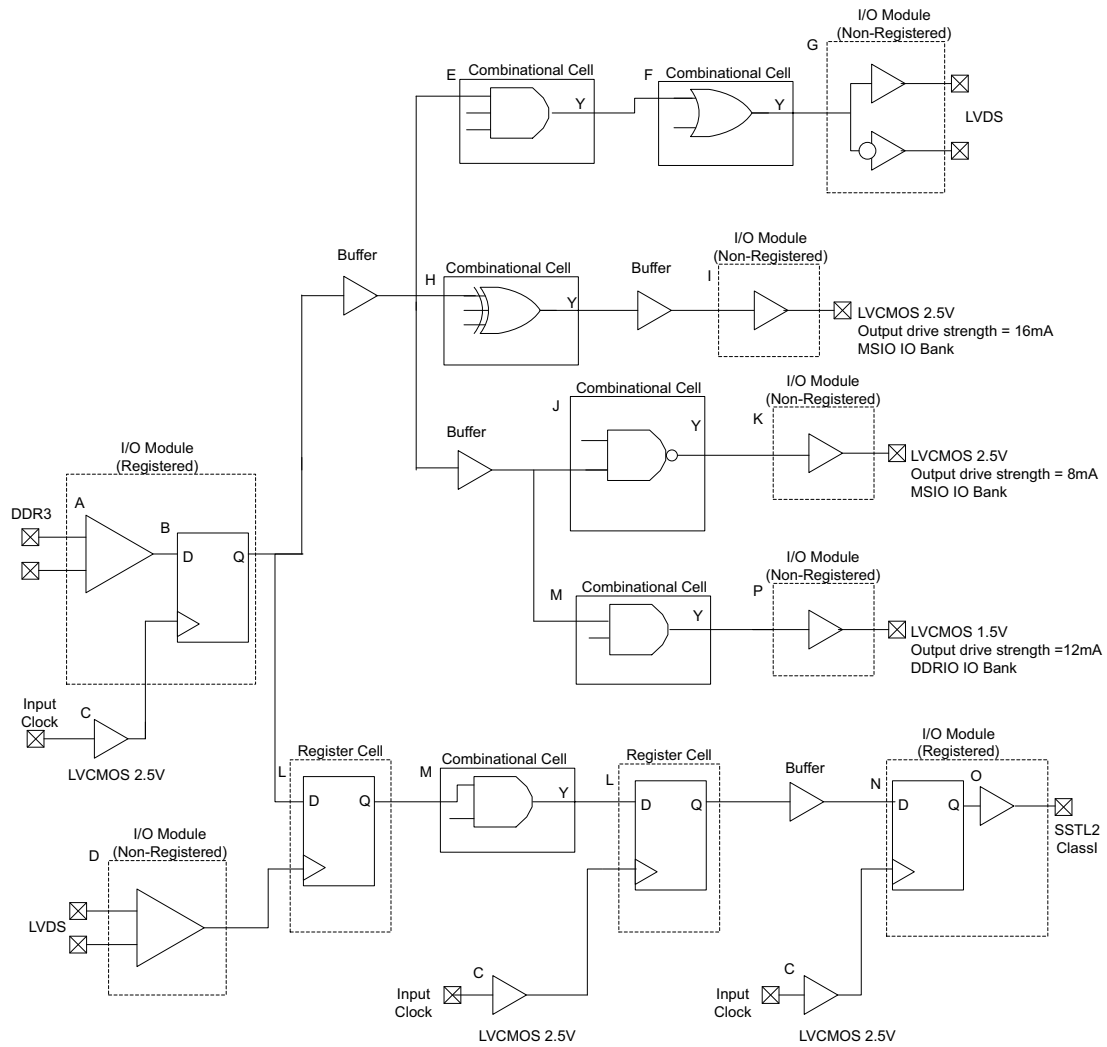 I/O Module
(Non-Registered)
G
Combinational Cell
E
Y
Combinational Cell
F
Y
LVDS
Buffer
H
Combinational Cell
Y
Buffer
I/O Module
(Non-Registered)
I
LVCMOS 2.5V
Output drive strength = 16mA
MSIO IO Bank
Buffer
Combinational Cell
J
Y
I/O Module
(Non-Registered)
K
LVCMOS 2.5V
Output drive strength = 8mA
MSIO IO Bank
I/O Module
(Registered)
DDR3
A
B
D
Q
Combinational Cell
M
Y
I/O Module
(Non-Registered)
P
LVCMOS 1.5V
Output drive strength =12mA
DDRIO IO Bank
Input
Clock
C
LVCMOS 2.5V
Register Cell
L
D
Q
Combinational Cell
M
Y
Register Cell
L
D
Q
Buffer
I/O Module
(Registered)
N
D
Q
O
SSTL2
ClassI
I/O Module
(Non-Registered)
D
LVDS
Input
Clock
C
LVCMOS 2.5V
Input
Clock
C
LVCMOS 2.5V